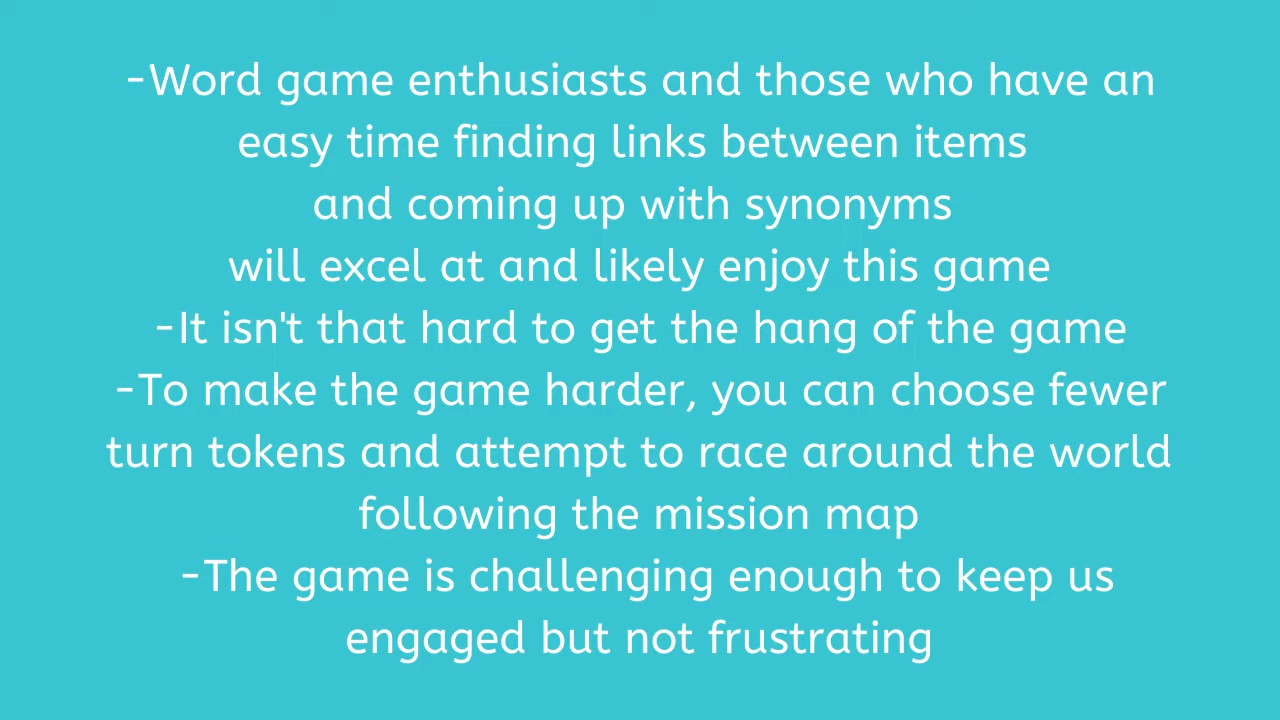 -Word game enthusiasts and those who have an
easy time finding links between items
and coming up with synonyms
will excel at and likely enjoy this game
-It isn't that hard to get the hang of the game
-To make the game harder, you can choose fewer
turn tokens and attempt to race around the world
following the mission map
-The game is challenging enough to keep us
engaged but not frustrating